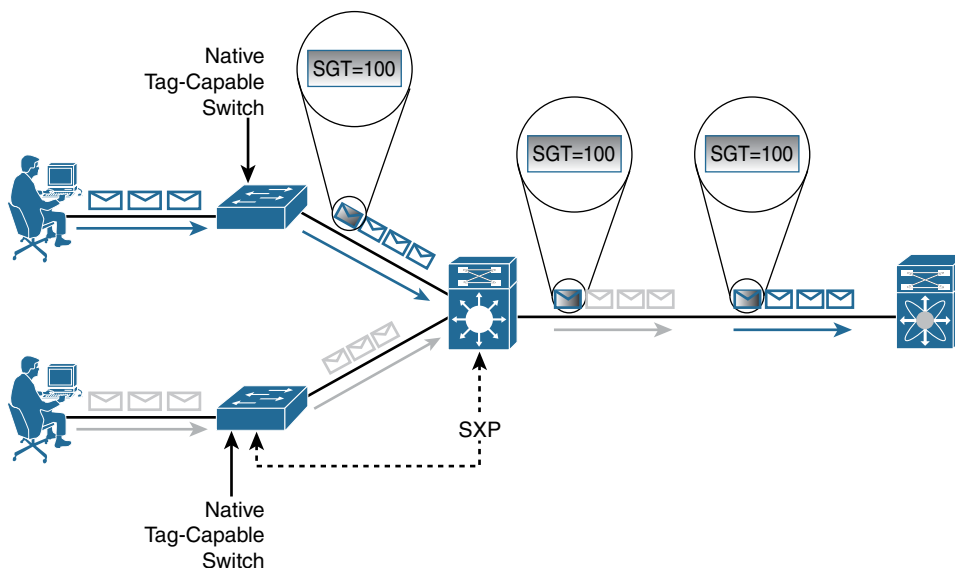 Native
Tag-Capable
Switch
SGT=100
SGT=100
SGT=100
SXP
Native
Tag-Capable
Switch